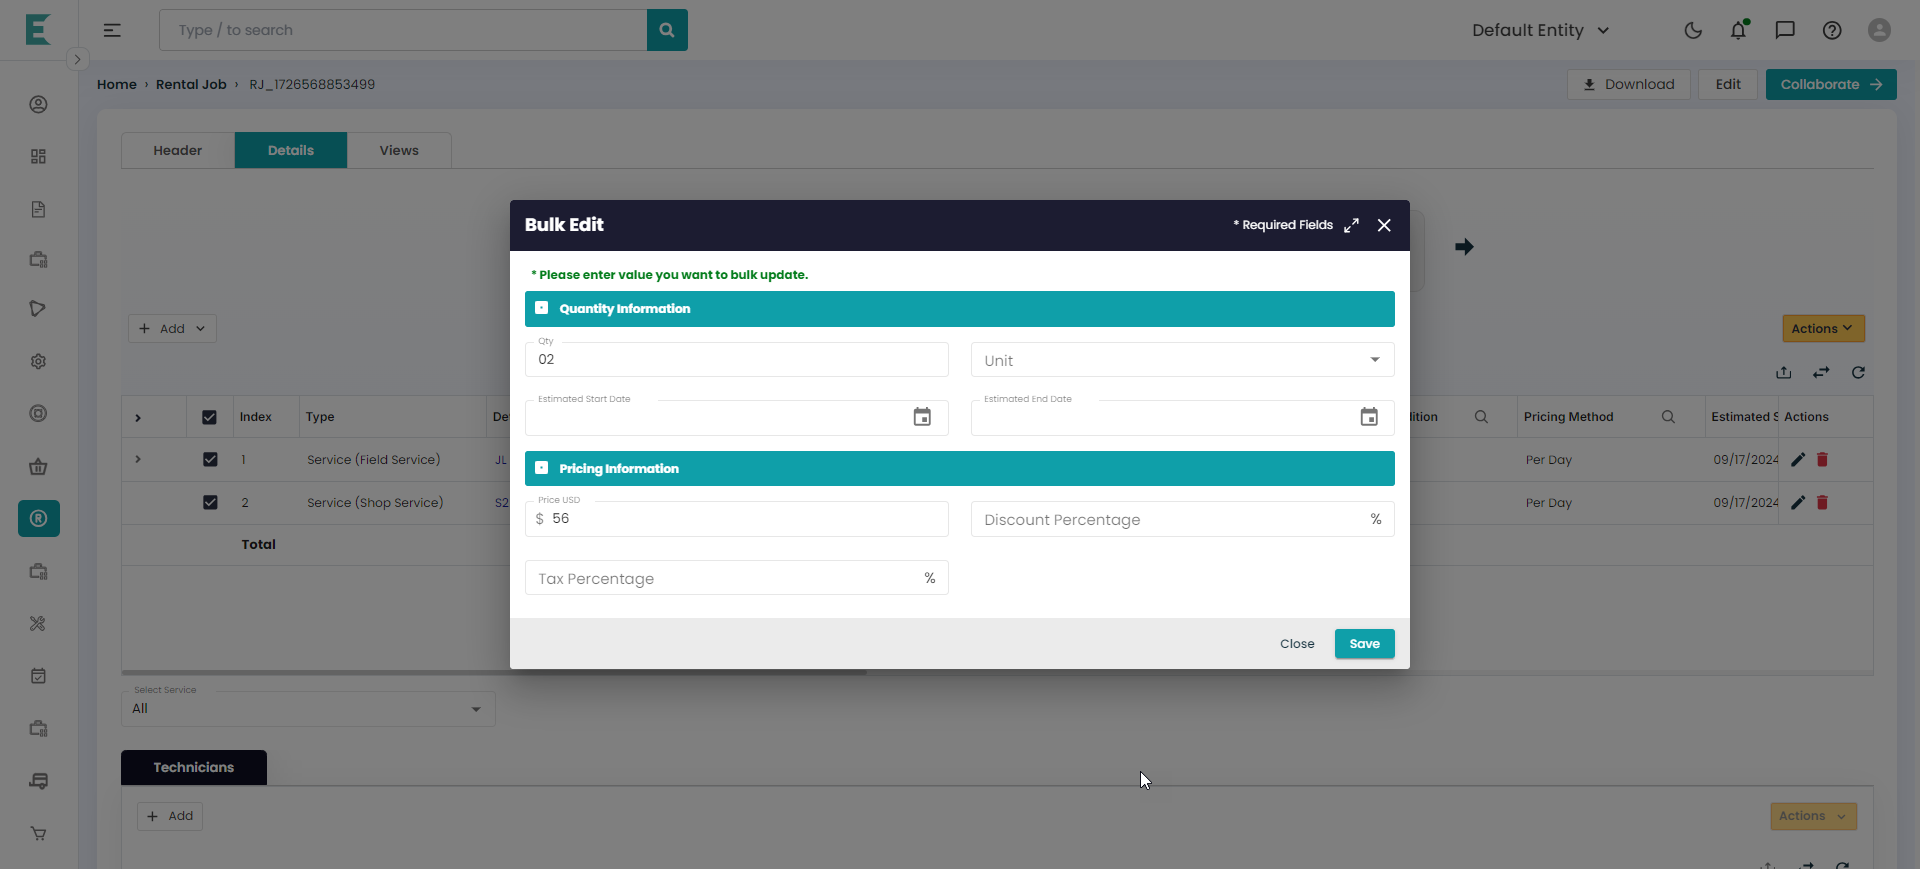 Type / to search
Default Entity
Home › Rental Job › RJ_1726568853499
Download
Edit
Collaborate
Header
Details
Views
Bulk Edit
* Required Fields
* Please enter value you want to bulk update.
Quantity Information
Qty
02
Unit
Estimated Start Date
Estimated End Date
Pricing Information
Price USD
$ 56
Discount Percentage %
Tax Percentage %
Close
Save
+ Add
Actions
Index Type De ition Pricing Method Estimated S Actions
1 Service (Field Service) JL Per Day 09/17/2024
2 Service (Shop Service) S2 Per Day 09/17/2024
Total
Select Service
All
Technicians
+ Add
Actions